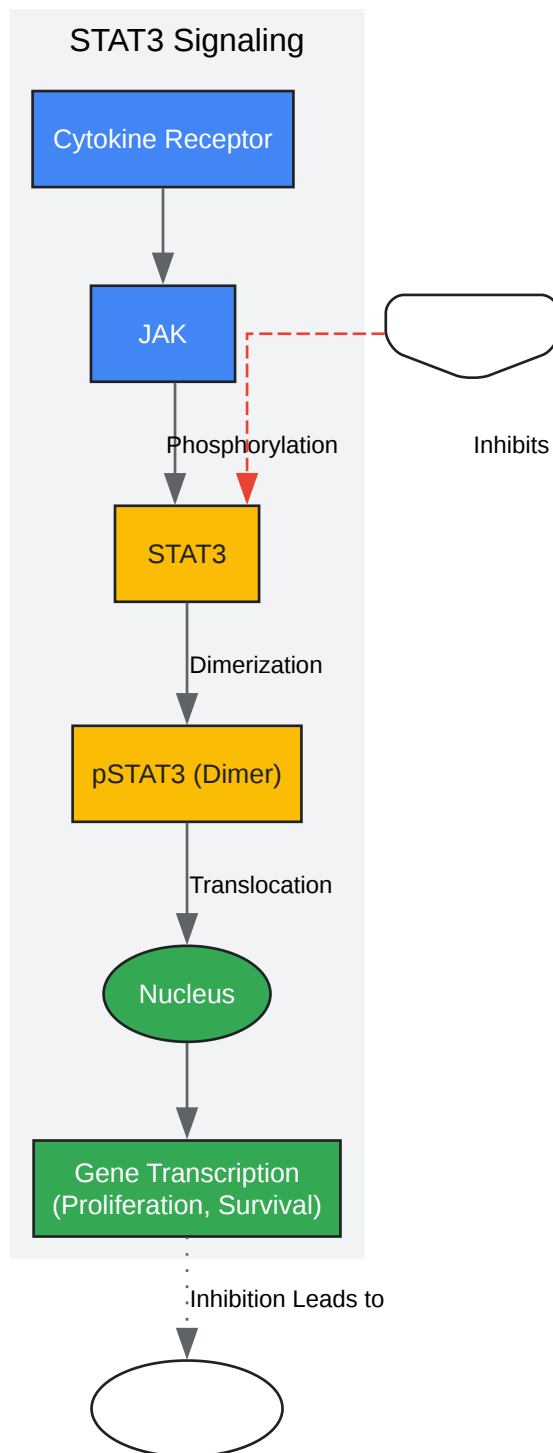 STAT3 Signaling
Cytokine Receptor
JAK
Phosphorylation
Inhibits
STAT3
Dimerization
pSTAT3 (Dimer)
Translocation
Nucleus
Gene Transcription
(Proliferation, Survival)
Inhibition Leads to